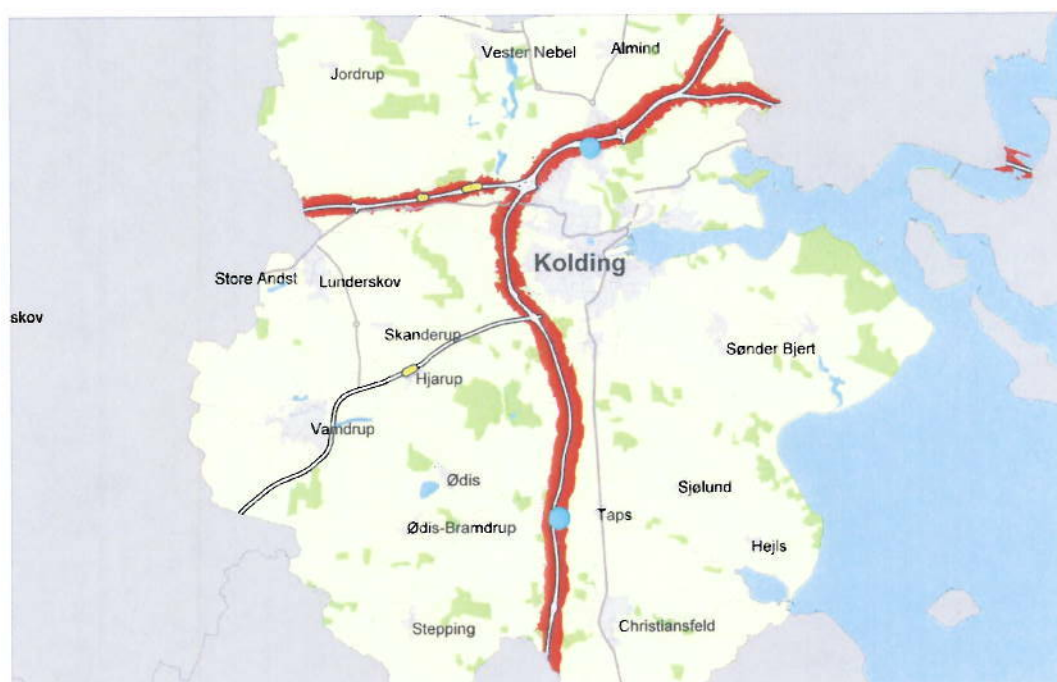 Vester Nebel
Almind
Jordrup
Store Andst
Lunderskov
Kolding
skov
Skanderup
Sønder Bjert
Hjarup
Vamdrup
Ødis
Sjølund
Ødis-Bramdrup
Taps
Hejls
Stepping
Christiansfeld